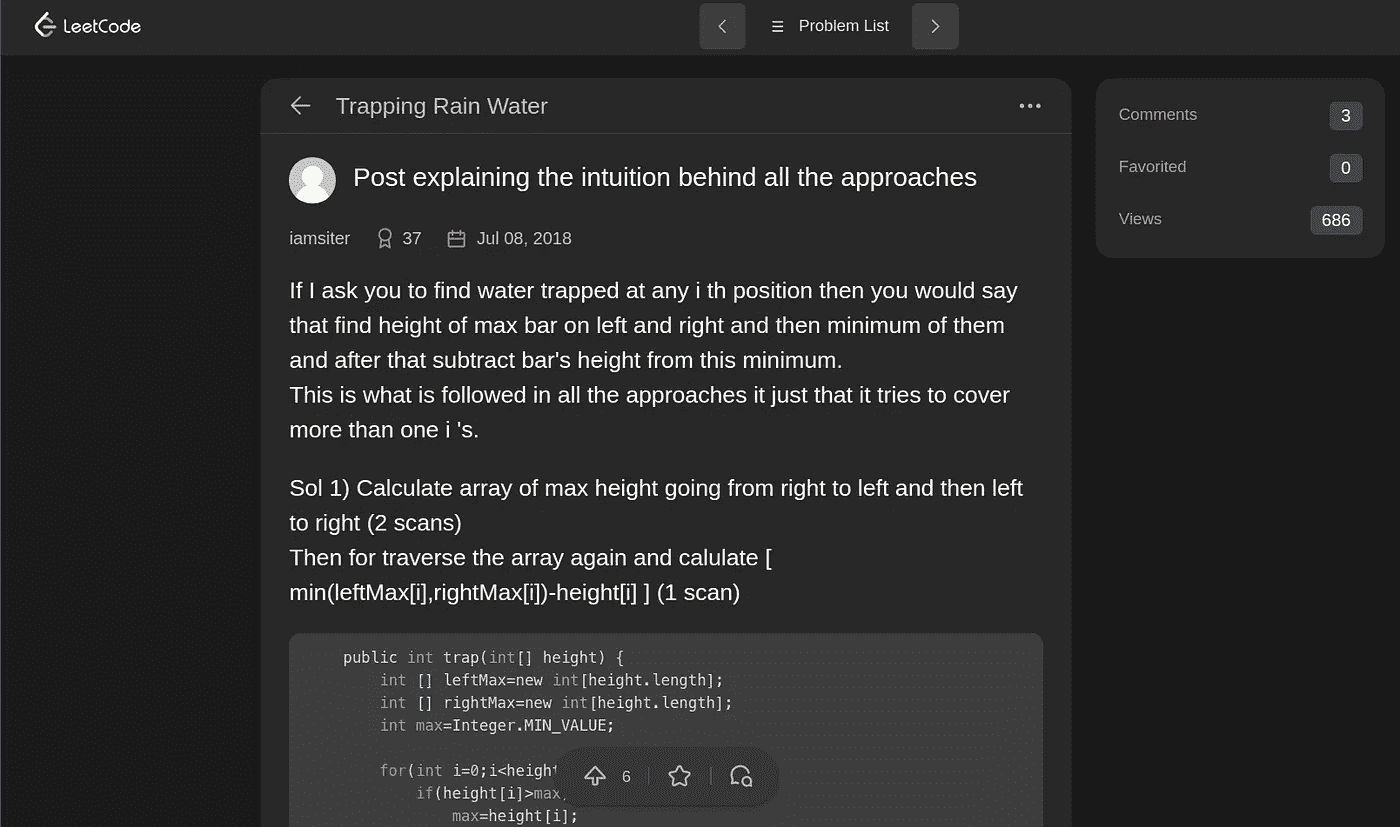 LeetCode
Problem List
Trapping Rain Water
Post explaining the intuition behind all the approaches
iamsiter 37 Jul 08, 2018
If I ask you to find water trapped at any i th position then you would say
that find height of max bar on left and right and then minimum of them
and after that subtract bar's height from this minimum.
This is what is followed in all the approaches it just that it tries to cover
more than one i 's.
Sol 1) Calculate array of max height going from right to left and then left
to right (2 scans)
Then for traverse the array again and calulate [
min(leftMax[i],rightMax[i])-height[i] ] (1 scan)
public int trap(int[] height) {
int [] leftMax=new int[height.length];
int [] rightMax=new int[height.length];
int max=Integer.MIN_VALUE;
for(int i=0;i<height
if(height[i]>max
max=height[i];
6
Comments 3
Favorited 0
Views 686